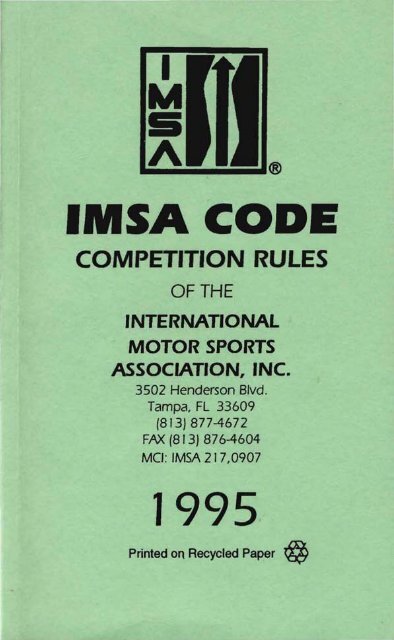 IMSA
®
IMSA CODE
COMPETITION RULES
OF THE
INTERNATIONAL
MOTOR SPORTS
ASSOCIATION, INC.
3502 Henderson Blvd.
Tampa, FL 33609
(813) 877-4672
FAX (813) 876-4604
MCI: IMSA 217,0907
1995
Printed on Recycled Paper